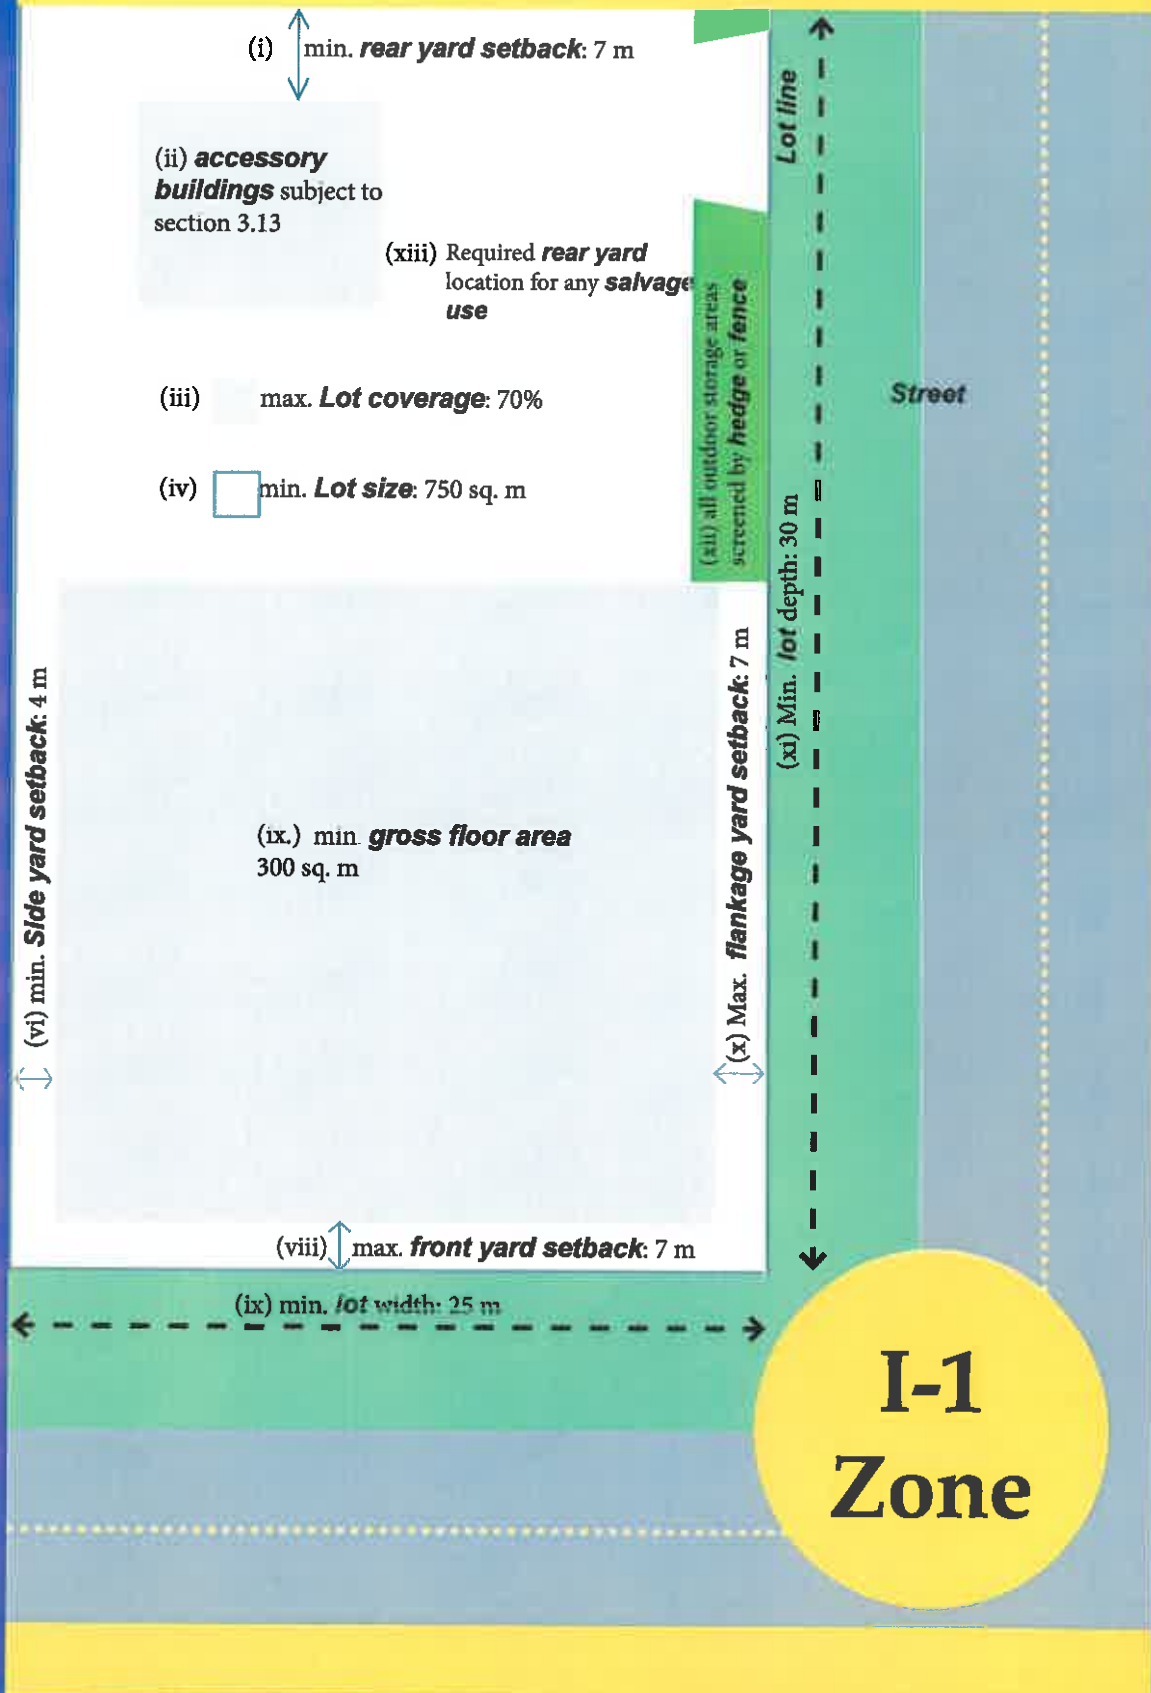 (i) min. rear yard setback: 7 m
Lot line
(ii) accessory
buildings subject to
section 3.13
(xiii) Required rear yard
location for any salvage
use
(xii) all outdoor storage areas
screened by hedge or fence
Street
(iii) max. Lot coverage: 70%
(iv) min. Lot size: 750 sq. m
(xi) Min. lot depth: 30 m
(vi) min. Side yard setback: 4 m
(ix.) min. gross floor area
300 sq. m
(x) Max. flankage yard setback: 7 m
(viii) max. front yard setback: 7 m
(ix) min. lot width: 25 m
I-1
Zone